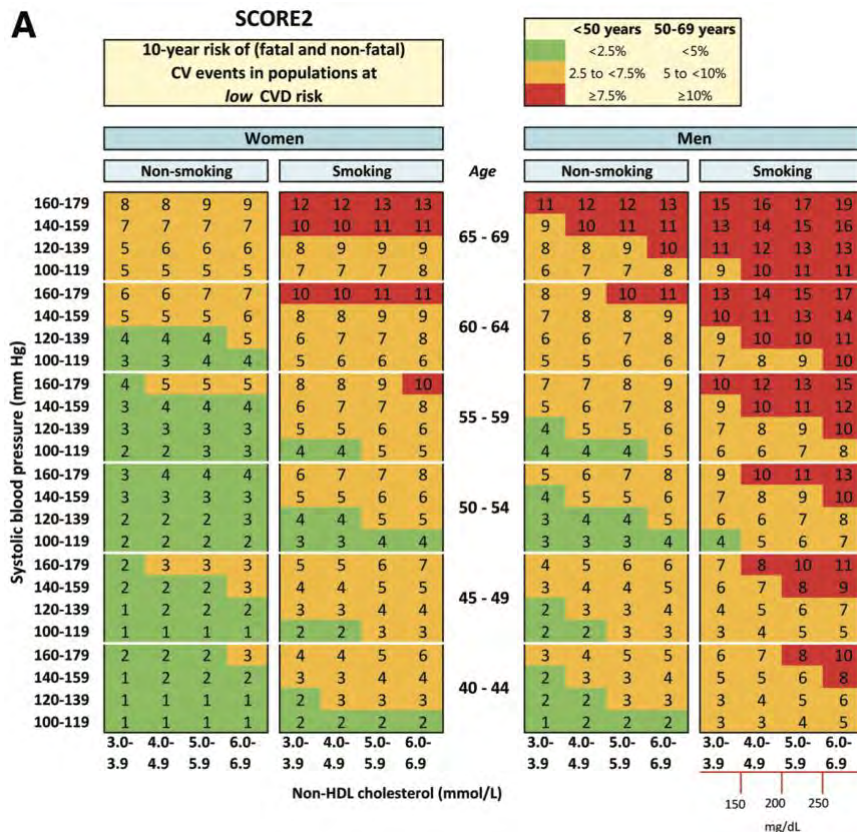 A
SCORE2
10-year risk of (fatal and non-fatal)
CV events in populations at
low CVD risk
<50 years 50-69 years
<2.5% <5%
2.5 to <7.5% 5 to <10%
≥7.5% ≥10%
Women Men
Non-smoking Smoking Age Non-smoking Smoking
Systolic blood pressure (mm Hg)
160-179 8 8 9 9 12 12 13 13 11 12 12 13 15 16 17 19
140-159 7 7 7 7 10 10 11 11 9 10 11 11 13 14 15 16
65 - 69
120-139 5 6 6 6 8 9 9 9 8 8 9 10 11 12 13 13
100-119 5 5 5 5 7 7 7 8 6 7 7 8 9 10 11 11
160-179 6 6 7 7 10 10 11 11 8 9 10 11 13 14 15 17
140-159 5 5 5 6 8 8 9 9 7 8 8 9 10 11 13 14
60 - 64
120-139 4 4 4 5 6 7 7 8 6 6 7 8 9 10 10 11
100-119 3 3 4 4 5 6 6 6 5 5 6 6 7 8 9 10
160-179 4 5 5 5 8 8 9 10 7 7 8 9 10 12 13 15
140-159 3 4 4 4 6 7 7 8 5 6 7 8 9 10 11 12
55 - 59
120-139 3 3 3 3 5 5 6 6 4 5 5 6 7 8 9 10
100-119 2 2 3 3 4 4 5 5 4 4 4 5 6 6 7 8
160-179 3 4 4 4 6 7 7 8 5 6 7 8 9 10 11 13
140-159 3 3 3 3 5 5 6 6 4 5 5 6 7 8 9 10
50 - 54
120-139 2 2 2 3 4 4 5 5 3 4 4 5 6 6 7 8
100-119 2 2 2 2 3 3 4 4 3 3 3 4 4 5 6 7
160-179 2 3 3 3 5 5 6 7 4 5 6 6 7 8 10 11
140-159 2 2 2 3 4 4 5 5 3 4 4 5 6 7 8 9
45 - 49
120-139 1 2 2 2 3 3 4 4 2 3 3 4 4 5 6 7
100-119 1 1 1 1 2 2 3 3 2 2 3 3 3 4 5 5
160-179 2 2 2 3 4 4 5 6 3 4 5 5 6 7 8 10
140-159 1 2 2 2 3 3 4 4 2 3 3 4 5 5 6 8
40 - 44
120-139 1 1 1 1 2 3 3 3 2 2 3 3 3 4 5 6
100-119 1 1 1 1 2 2 2 2 1 2 2 2 3 3 4 5
3.0- 4.0- 5.0- 6.0- 3.0- 4.0- 5.0- 6.0- 3.0- 4.0- 5.0- 6.0- 3.0- 4.0- 5.0- 6.0-
3.9 4.9 5.9 6.9 3.9 4.9 5.9 6.9 3.9 4.9 5.9 6.9 3.9 4.9 5.9 6.9
Non-HDL cholesterol (mmol/L)
150 200 250
mg/dL